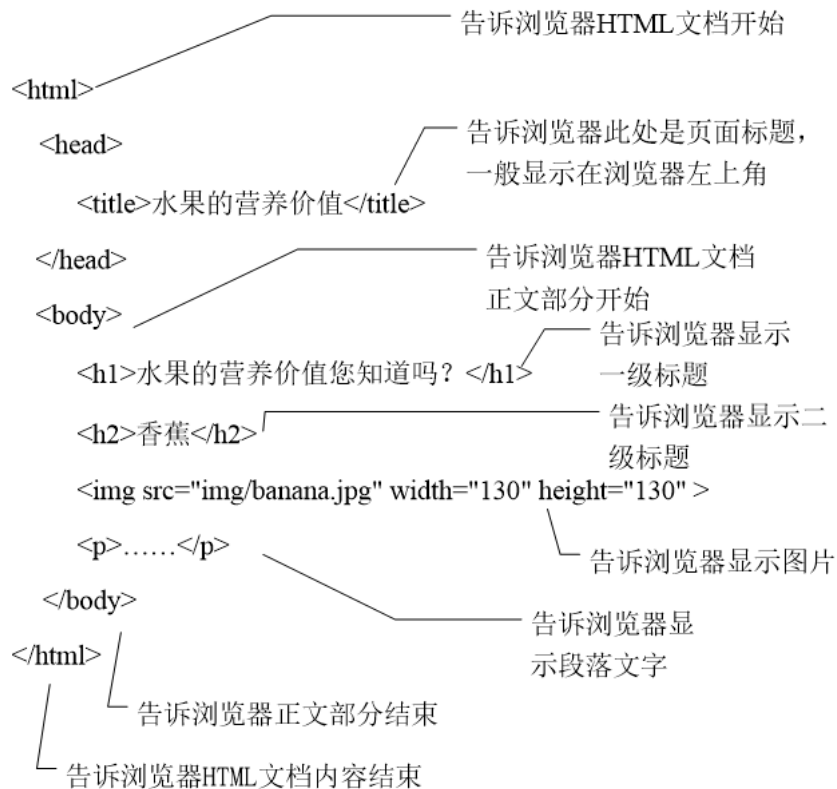 告诉浏览器HTML文档开始
<html>
<head>
告诉浏览器此处是页面标题，
一般显示在浏览器左上角
<title>水果的营养价值</title>
</head>
告诉浏览器HTML文档
正文部分开始
<body>
告诉浏览器显示
一级标题
<h1>水果的营养价值您知道吗？</h1>
告诉浏览器显示二
级标题
<h2>香蕉</h2>
<img src="img/banana.jpg" width="130" height="130" >
告诉浏览器显示图片
<p>……</p>
告诉浏览器显
示段落文字
</body>
</html>
告诉浏览器正文部分结束
告诉浏览器HTML文档内容结束